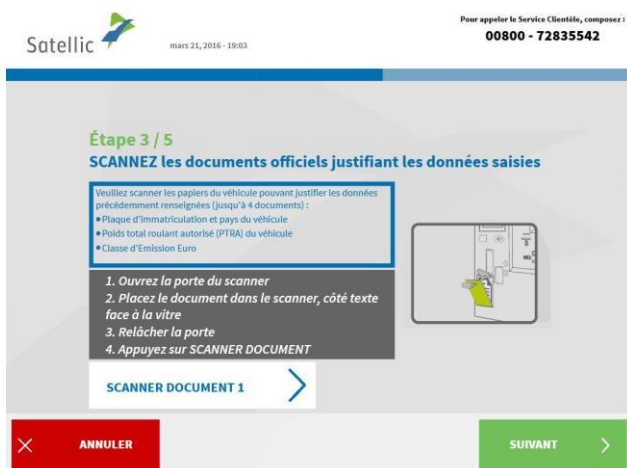 Satellic
mars 21, 2016 - 19:03
Pour appeler le Service Clientèle, composez :
00800 - 72835542
Étape 3 / 5
SCANNEZ les documents officiels justifiant les données saisies
Veuillez scanner les papiers du véhicule pouvant justifier les données
précédemment renseignées (jusqu'à 4 documents) :
•Plaque d'immatriculation et pays du véhicule
•Poids total roulant autorisé (PTRA) du véhicule
•Classe d'Emission Euro
1. Ouvrez la porte du scanner
2. Placez le document dans le scanner, côté texte
face à la vitre
3. Relâcher la porte
4. Appuyez sur SCANNER DOCUMENT
SCANNER DOCUMENT 1
ANNULER
SUIVANT